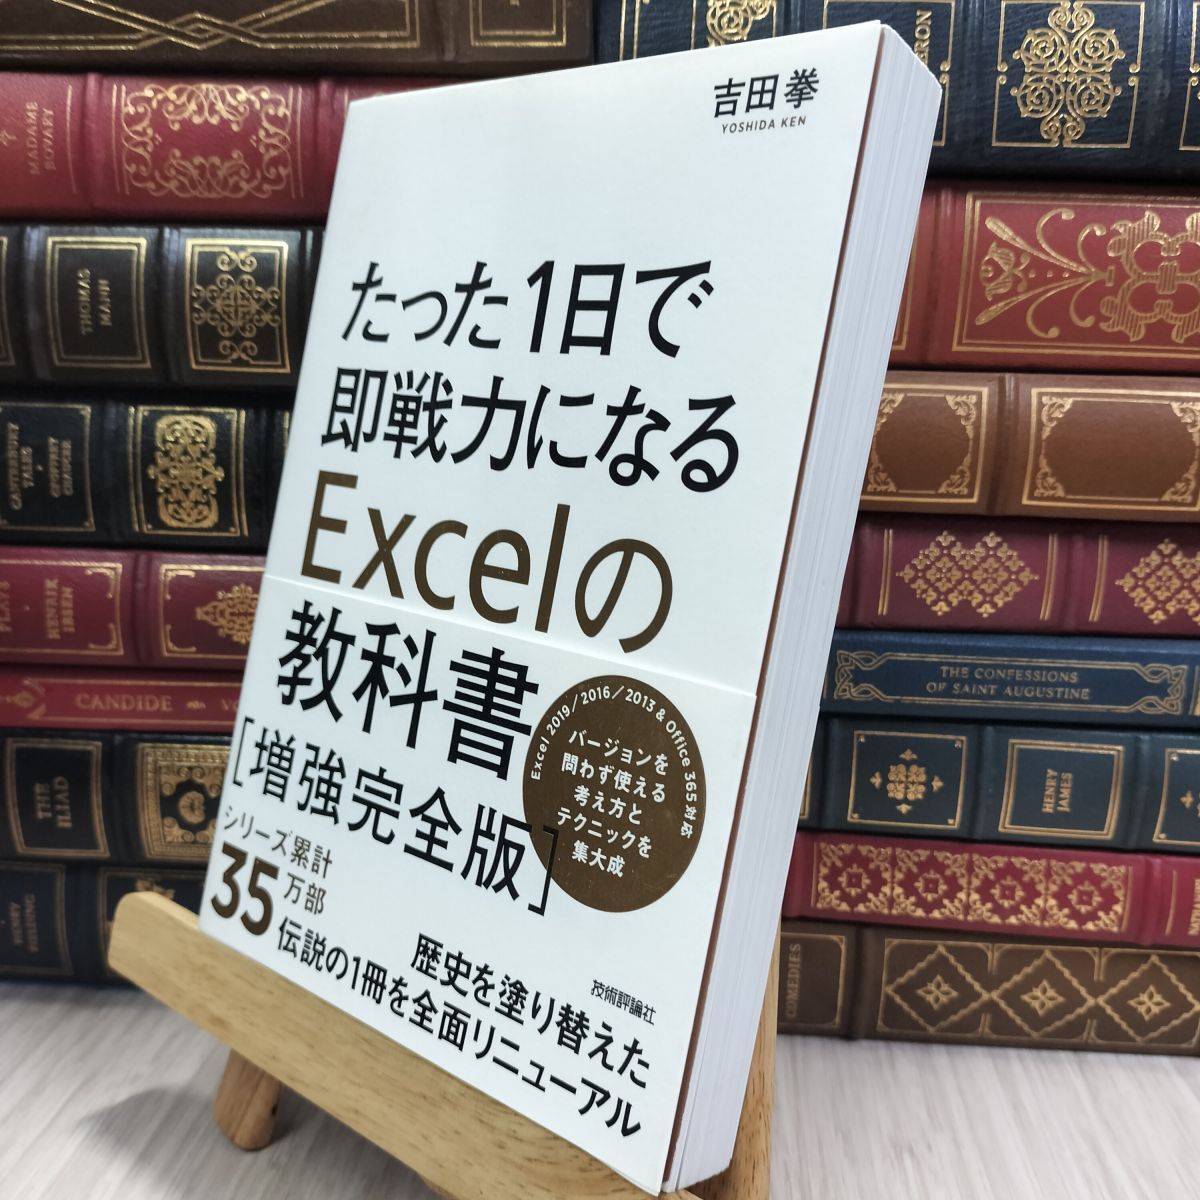 吉田 拳
YOSHIDA KEN
たった1日で
即戦力になる
Excelの
教科書
[増強完全版]
Excel 2019/2016/2013 & Office 365対応
バージョンを
問わず使える
考え方と
テクニックを
集大成
シリーズ累計
35万部
歴史を塗り替えた
伝説の1冊を全面リニューアル
技術評論社
MADAME
BOVARY
THOMAS
MANN
CANTERBURY
TALES
GEOFFREY
CHAUCER
PLAYS
HENRIK
IBSEN
CANDIDE
THE
ILIAD
HENRY
FIELDING
THE CONFESSIONS
OF SAINT AUGUSTINE
HENRY
JAMES
COMEDIES